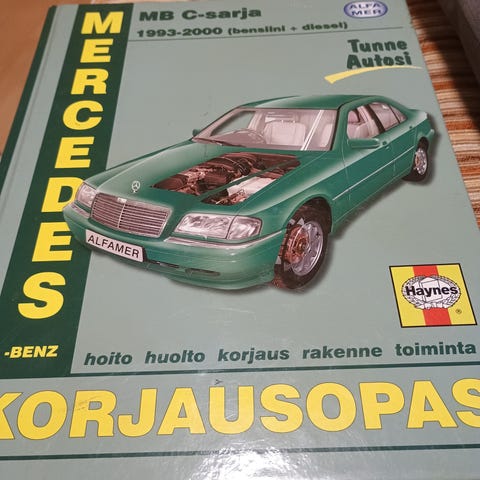 MERCEDES
-BENZ
MB C-sarja
1993-2000 (bensiini + diesel)
ALFA
MER
Tunne
Autosi
ALFAMER
Haynes
®
hoito huolto korjaus rakenne toiminta
KORJAUSOPAS